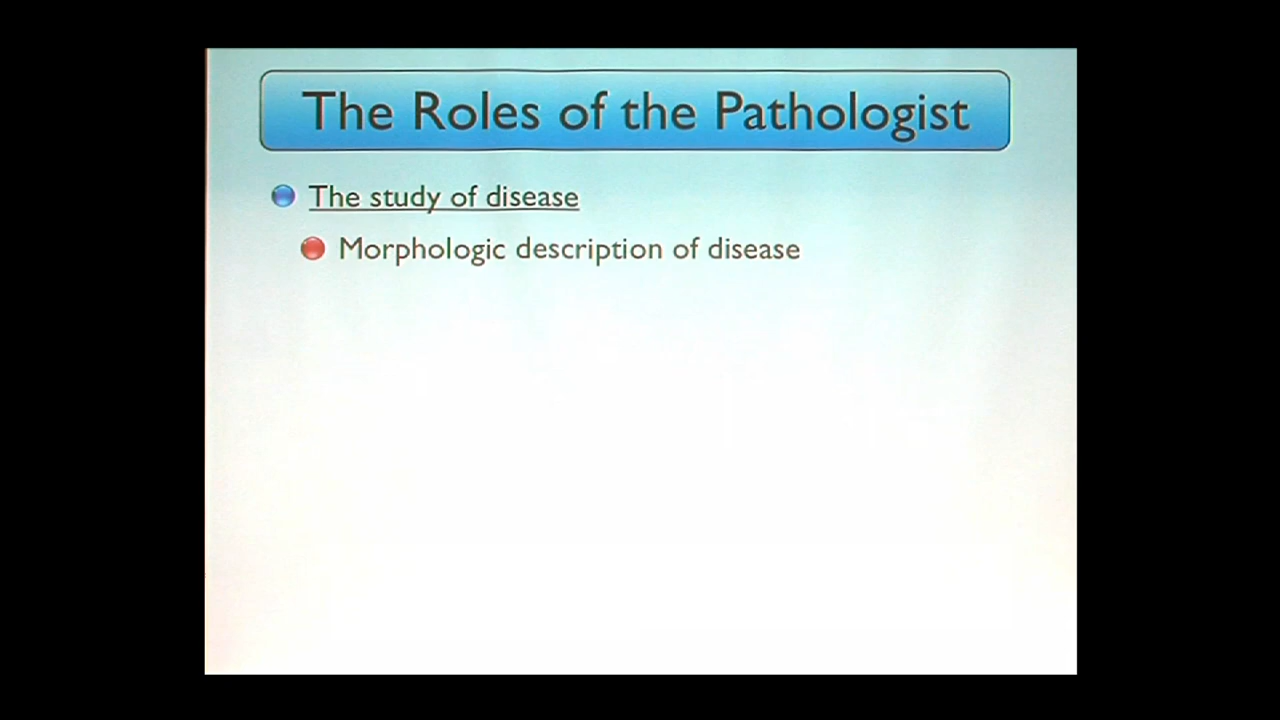 The Roles of the Pathologist
The study of disease
Morphologic description of disease